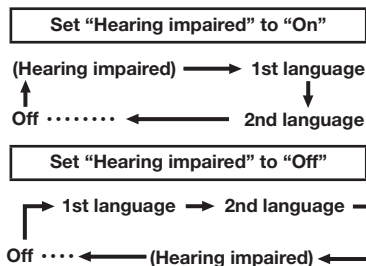 Set “Hearing impaired” to “On”
(Hearing impaired) 1st language
Off ········ 2nd language
Set “Hearing impaired” to “Off”
1st language 2nd language
Off ···· (Hearing impaired)